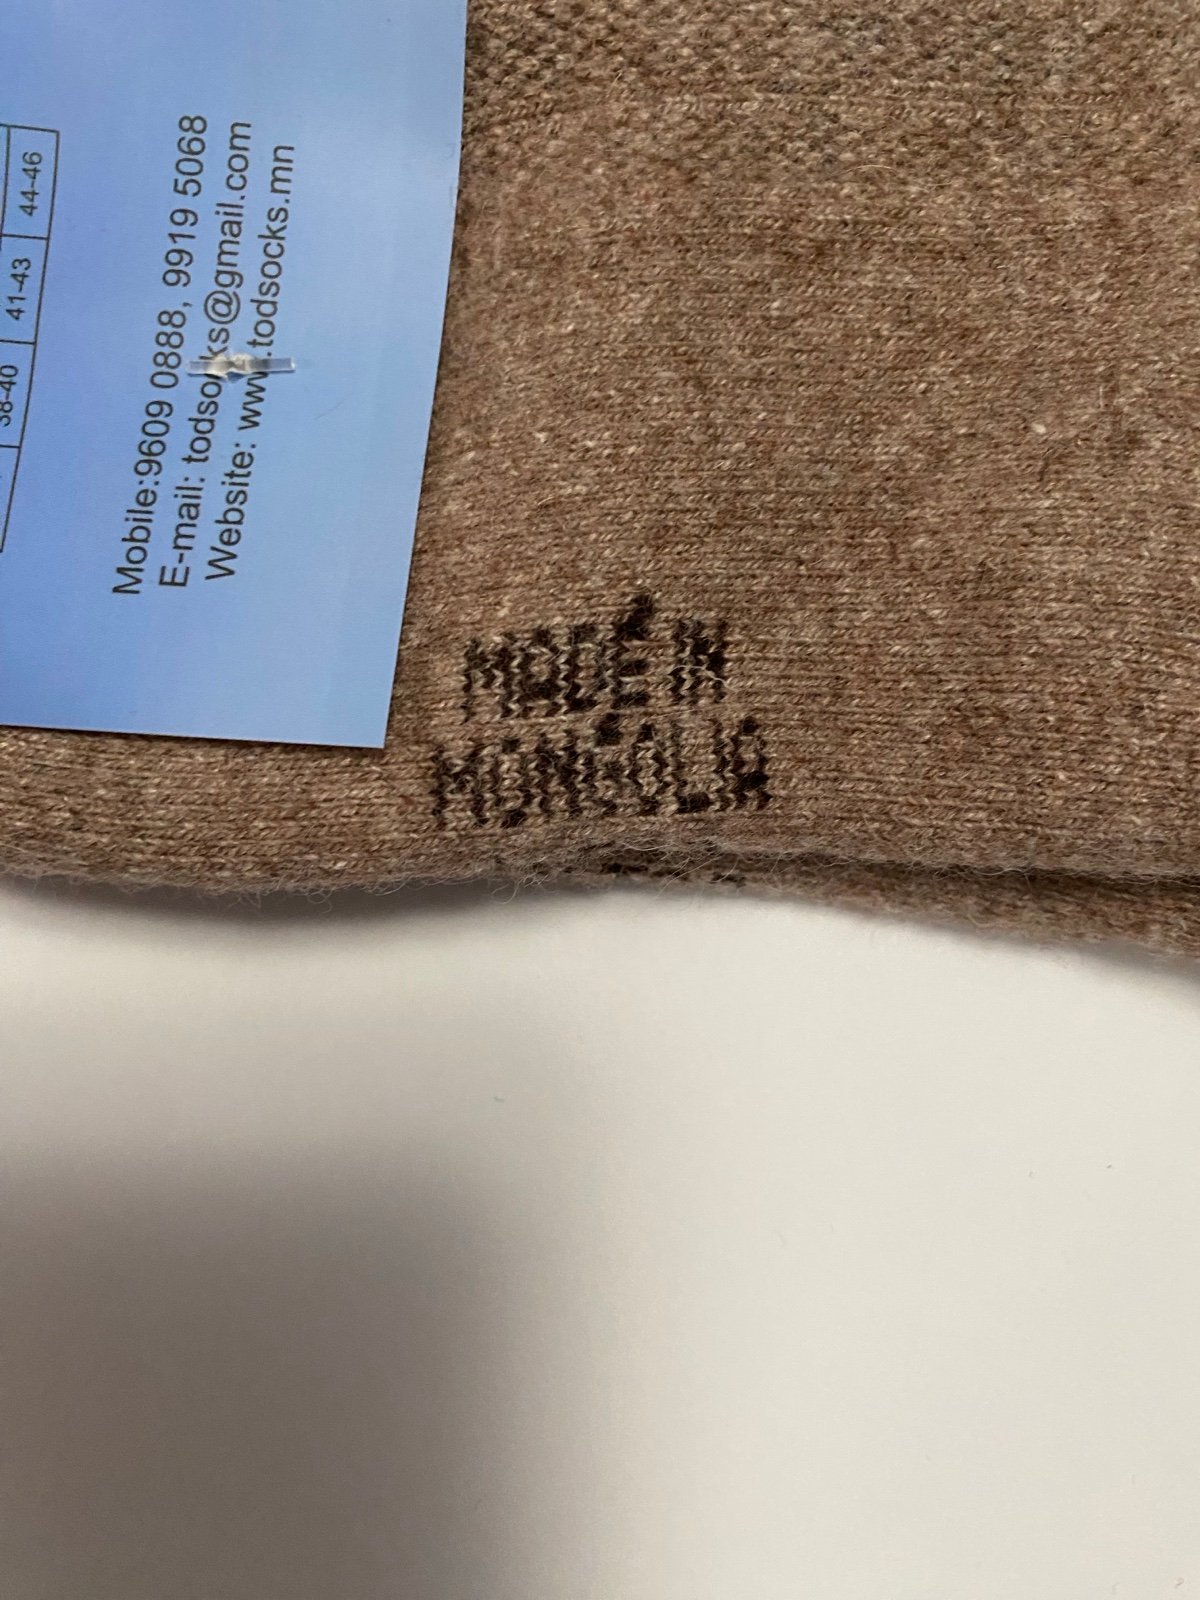 38-40 41-43 44-46
Mobile:9609 0888, 9919 5068
E-mail: todsocks@gmail.com
Website: www.todsocks.mn
MADE IN
MONGOLIA